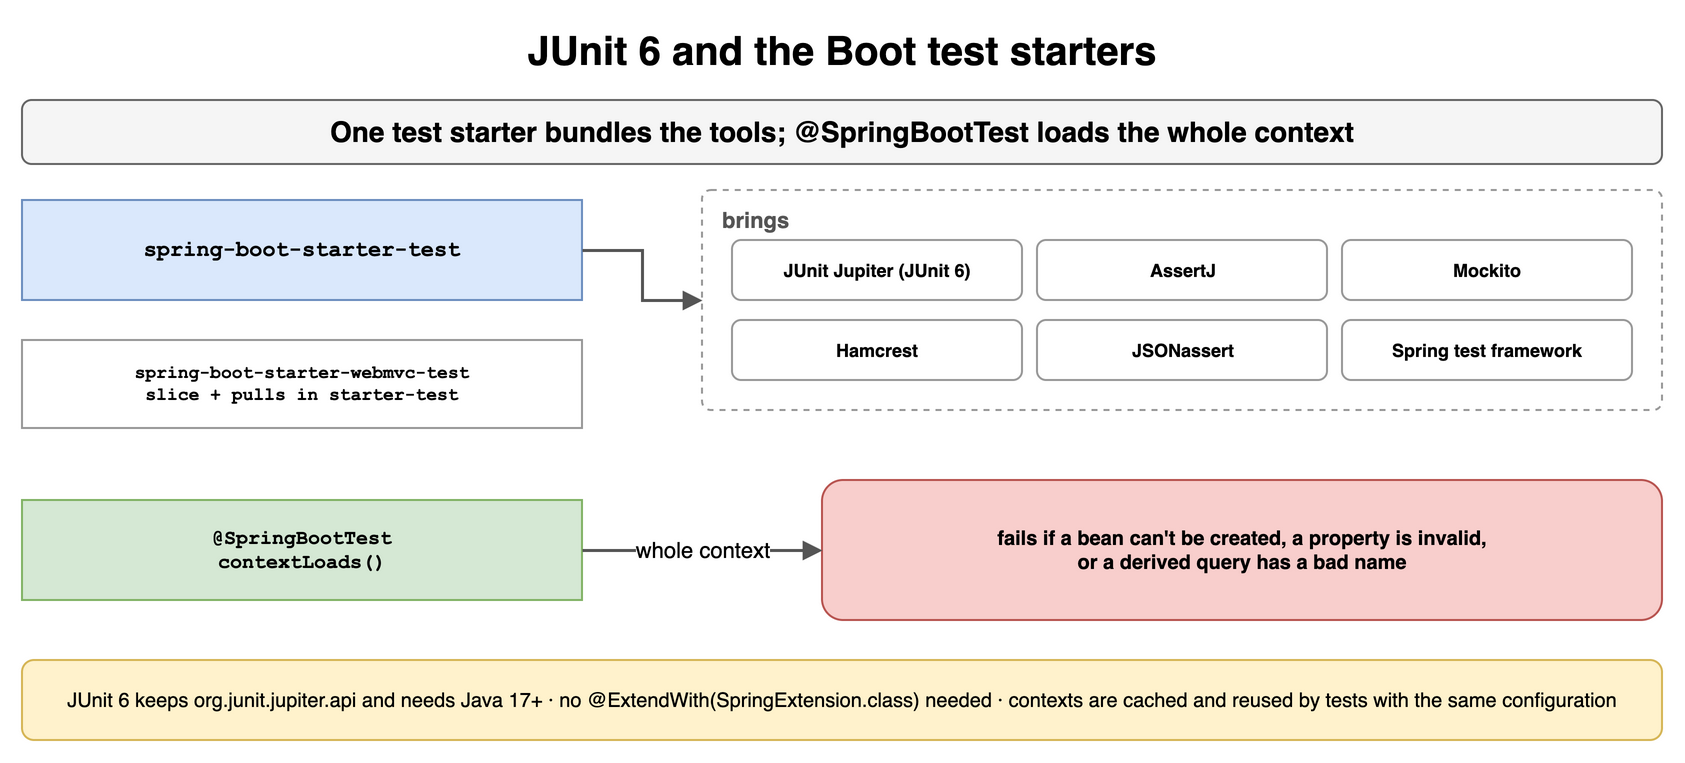 JUnit 6 and the Boot test starters
One test starter bundles the tools; @SpringBootTest loads the whole context
spring-boot-starter-test
brings
JUnit Jupiter (JUnit 6)
AssertJ
Mockito
Hamcrest
JSONassert
Spring test framework
spring-boot-starter-webmvc-test
slice + pulls in starter-test
@SpringBootTest
contextLoads()
whole context
fails if a bean can't be created, a property is invalid,
or a derived query has a bad name
JUnit 6 keeps org.junit.jupiter.api and needs Java 17+ · no @ExtendWith(SpringExtension.class) needed · contexts are cached and reused by tests with the same configuration